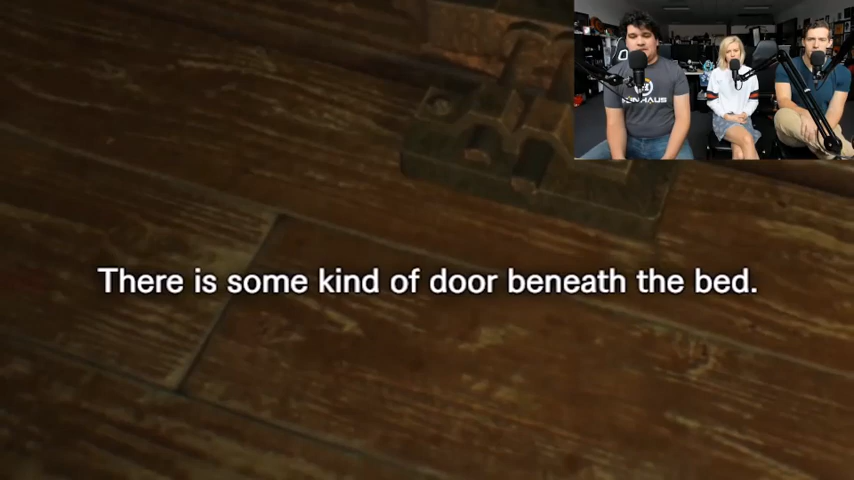 There is some kind of door beneath the bed.